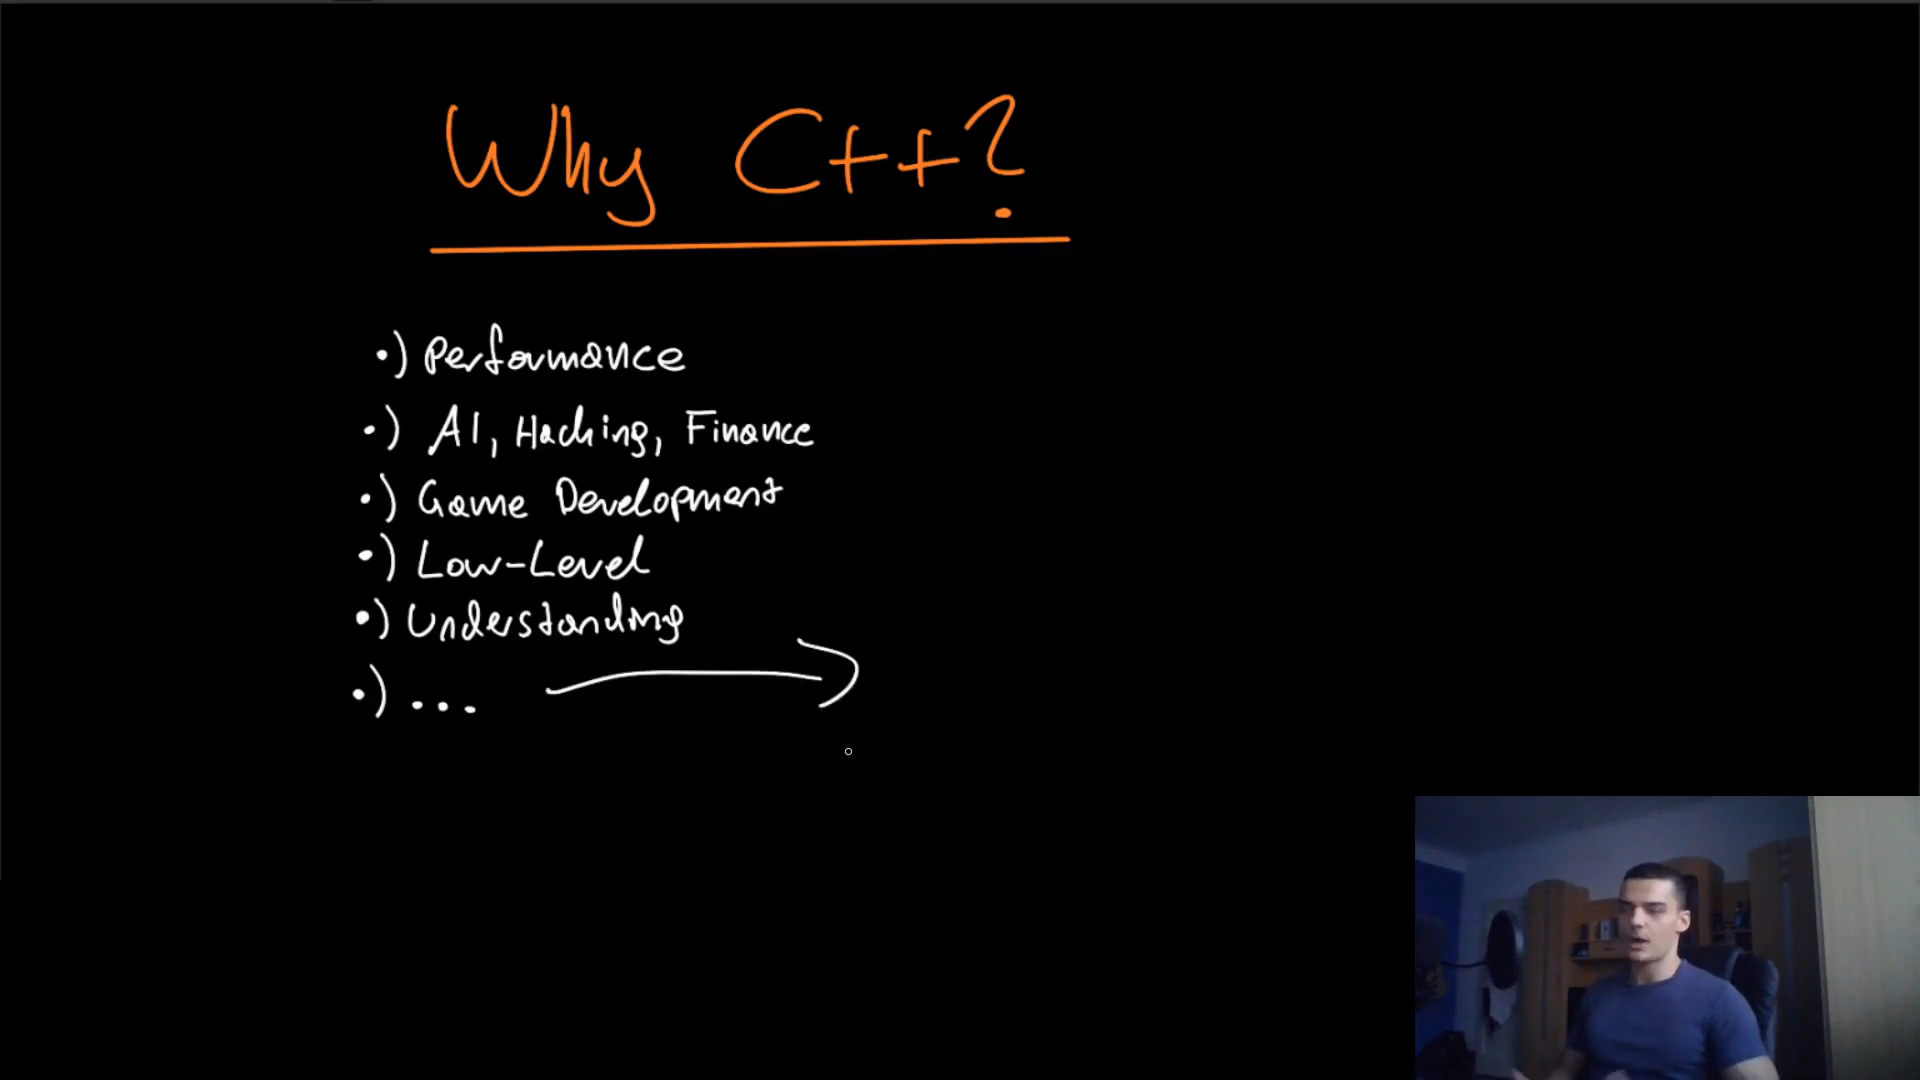 Why C++?
•) Performance
•) AI, Hacking, Finance
•) Game Development
•) Low-Level
•) Understanding
•) ...